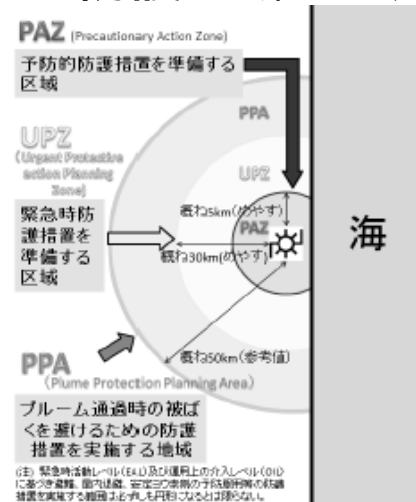 PAZ (Precautionary Action Zone)
予防的防護措置を準備する
区域
PPA
UPZ
(Urgent Protective
action Planning
Zone)
UPZ
緊急時防
護措置を
準備する
区域
概ね5km(めやす)
PAZ
概ね30km(めやす)
海
概ね50km(参考値)
PPA
(Plume Protection Planning Area)
プルーム通過時の被ば
くを避けるための防護
措置を実施する地域
(注) 緊急時活動レベル(EAL)及び運用上の介入レベル(OIL)
に基づき避難、屋内退避、安定ヨウ素剤の予防服用等の防護
措置を実施する範囲は必ずしも円形になるとは限らない。